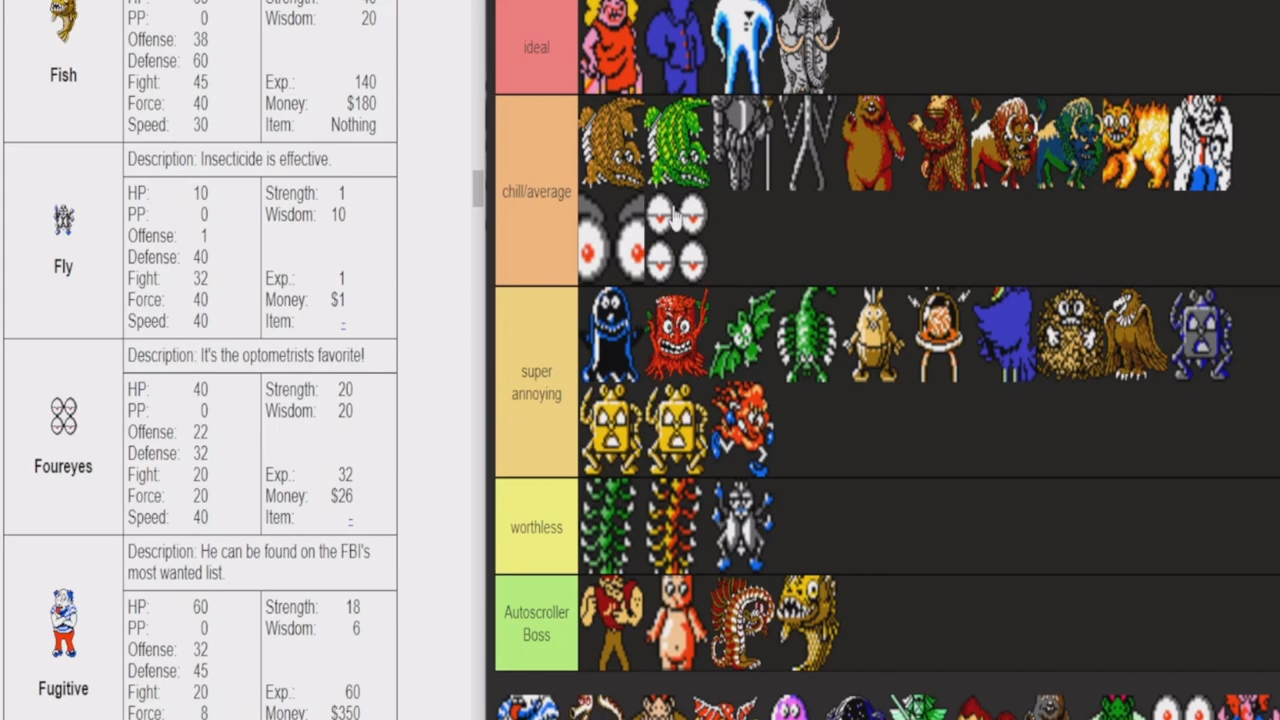 HP: Strength:
PP: 0 Wisdom: 20
Offense: 38
Defense: 60
Fish
Fight: 45 Exp.: 140
Force: 40 Money: $180
Speed: 30 Item: Nothing
Description: Insecticide is effective.
HP: 10 Strength: 1
PP: 0 Wisdom: 10
Offense: 1
Defense: 40
Fly
Fight: 32 Exp.: 1
Force: 40 Money: $1
Speed: 40 Item: -
Description: It's the optometrists favorite!
HP: 40 Strength: 20
PP: 0 Wisdom: 20
Offense: 22
Defense: 32
Foureyes
Fight: 20 Exp.: 32
Force: 20 Money: $26
Speed: 40 Item: -
Description: He can be found on the FBI's
most wanted list.
HP: 60 Strength: 18
PP: 0 Wisdom: 6
Offense: 32
Defense: 45
Fugitive
Fight: 20 Exp.: 60
Force: 8 Money: $350
ideal
chill/average
super
annoying
worthless
Autoscroller
Boss